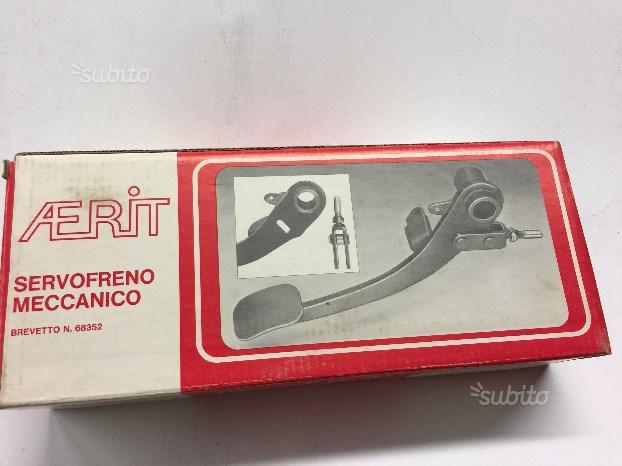 subito
ÆRiT
SERVOFRENO
MECCANICO
BREVETTO N. 68352
subito